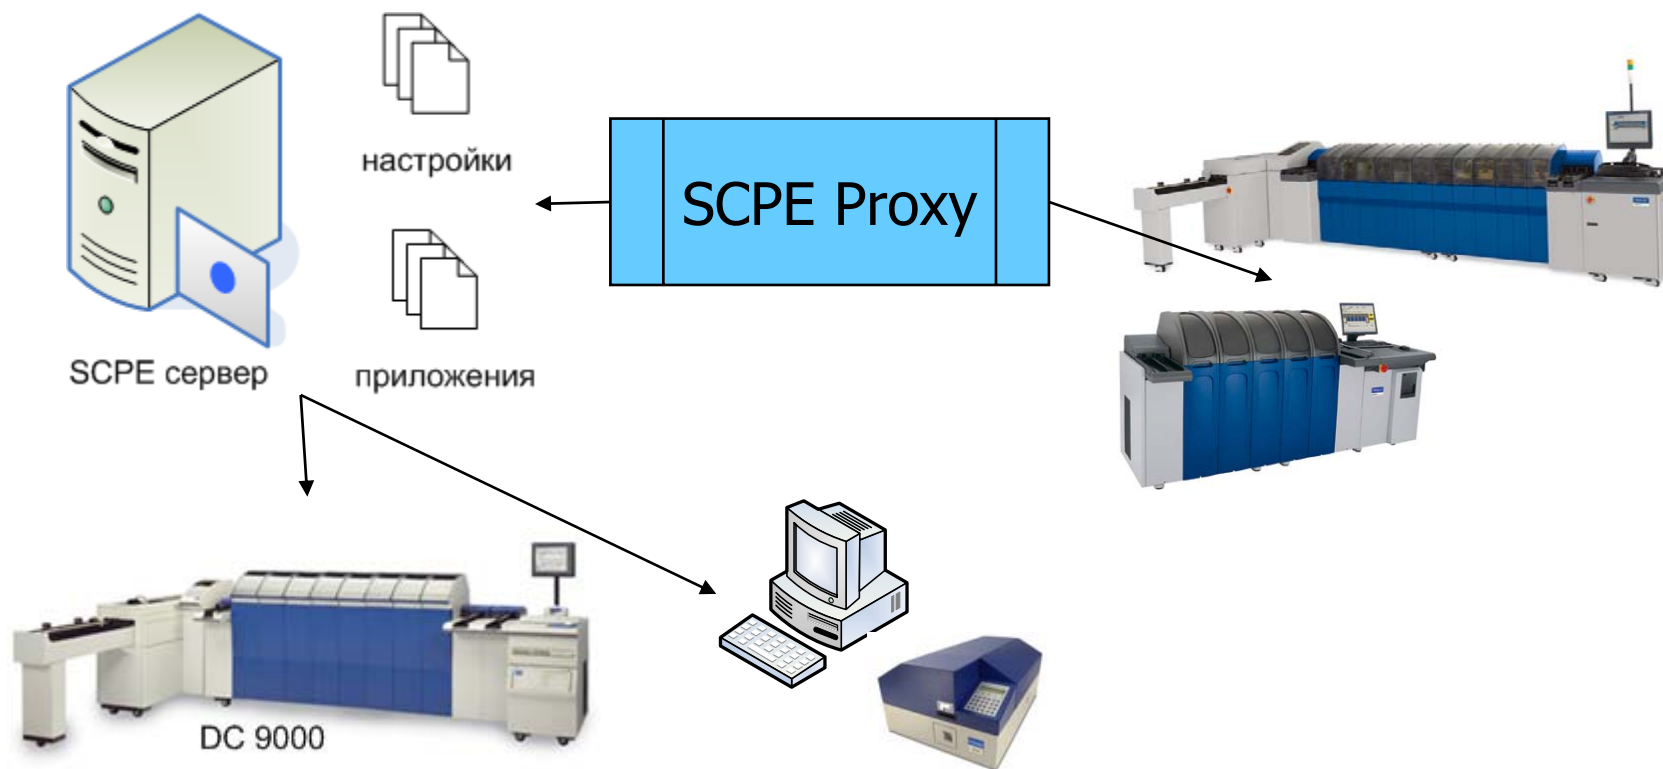 настройки
SCPE Proxy
SCPE сервер
приложения
DC 9000